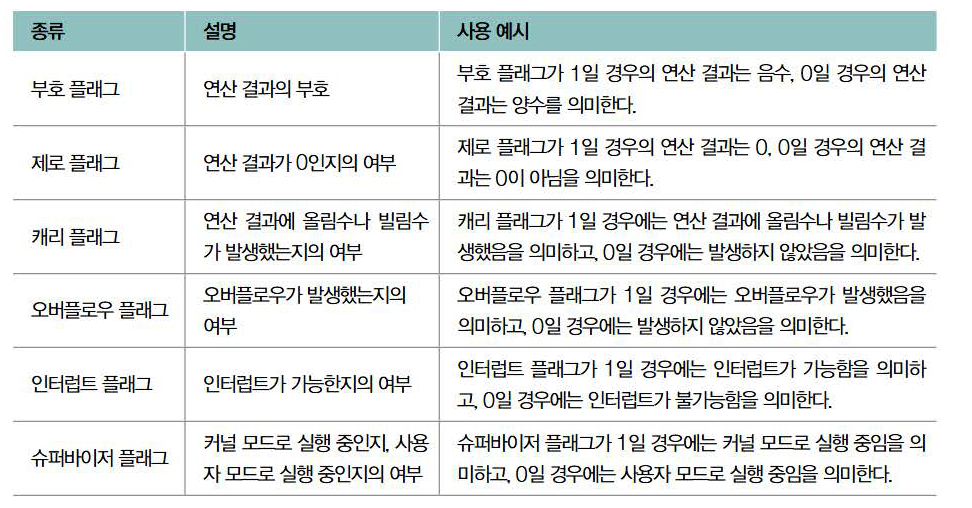 종류 설명 사용 예시
부호 플래그
연산 결과의 부호
부호 플래그가 1일 경우의 연산 결과는 음수, 0일 경우의 연산
결과는 양수를 의미한다.
제로 플래그
연산 결과가 0인지의 여부
제로 플래그가 1일 경우의 연산 결과는 0, 0일 경우의 연산 결
과는 0이 아님을 의미한다.
캐리 플래그
연산 결과에 올림수나 빌림수
가 발생했는지의 여부
캐리 플래그가 1일 경우에는 연산 결과에 올림수나 빌림수가 발
생했음을 의미하고, 0일 경우에는 발생하지 않았음을 의미한다.
오버플로우 플래그
오버플로우가 발생했는지의
여부
오버플로우 플래그가 1일 경우에는 오버플로우가 발생했음을
의미하고, 0일 경우에는 발생하지 않았음을 의미한다.
인터럽트 플래그
인터럽트가 가능한지의 여부
인터럽트 플래그가 1일 경우에는 인터럽트가 가능함을 의미하
고, 0일 경우에는 인터럽트가 불가능함을 의미한다.
슈퍼바이저 플래그
커널 모드로 실행 중인지, 사용
자 모드로 실행 중인지의 여부
슈퍼바이저 플래그가 1일 경우에는 커널 모드로 실행 중임을 의
미하고, 0일 경우에는 사용자 모드로 실행 중임을 의미한다.